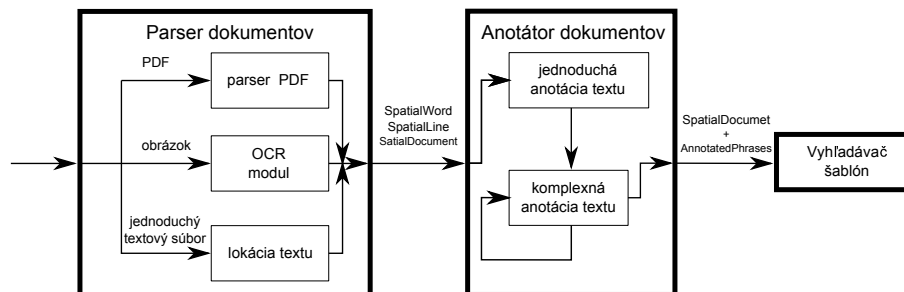 Parser dokumentov
PDF
parser PDF
obrázok
OCR
modul
jednoduchý
textový súbor
lokácia textu
SpatialWord
SpatialLine
SatialDocument
Anotátor dokumentov
jednoduchá
anotácia textu
komplexná
anotácia textu
SpatialDocumet
+
AnnotatedPhrases
Vyhľadávač
šablón